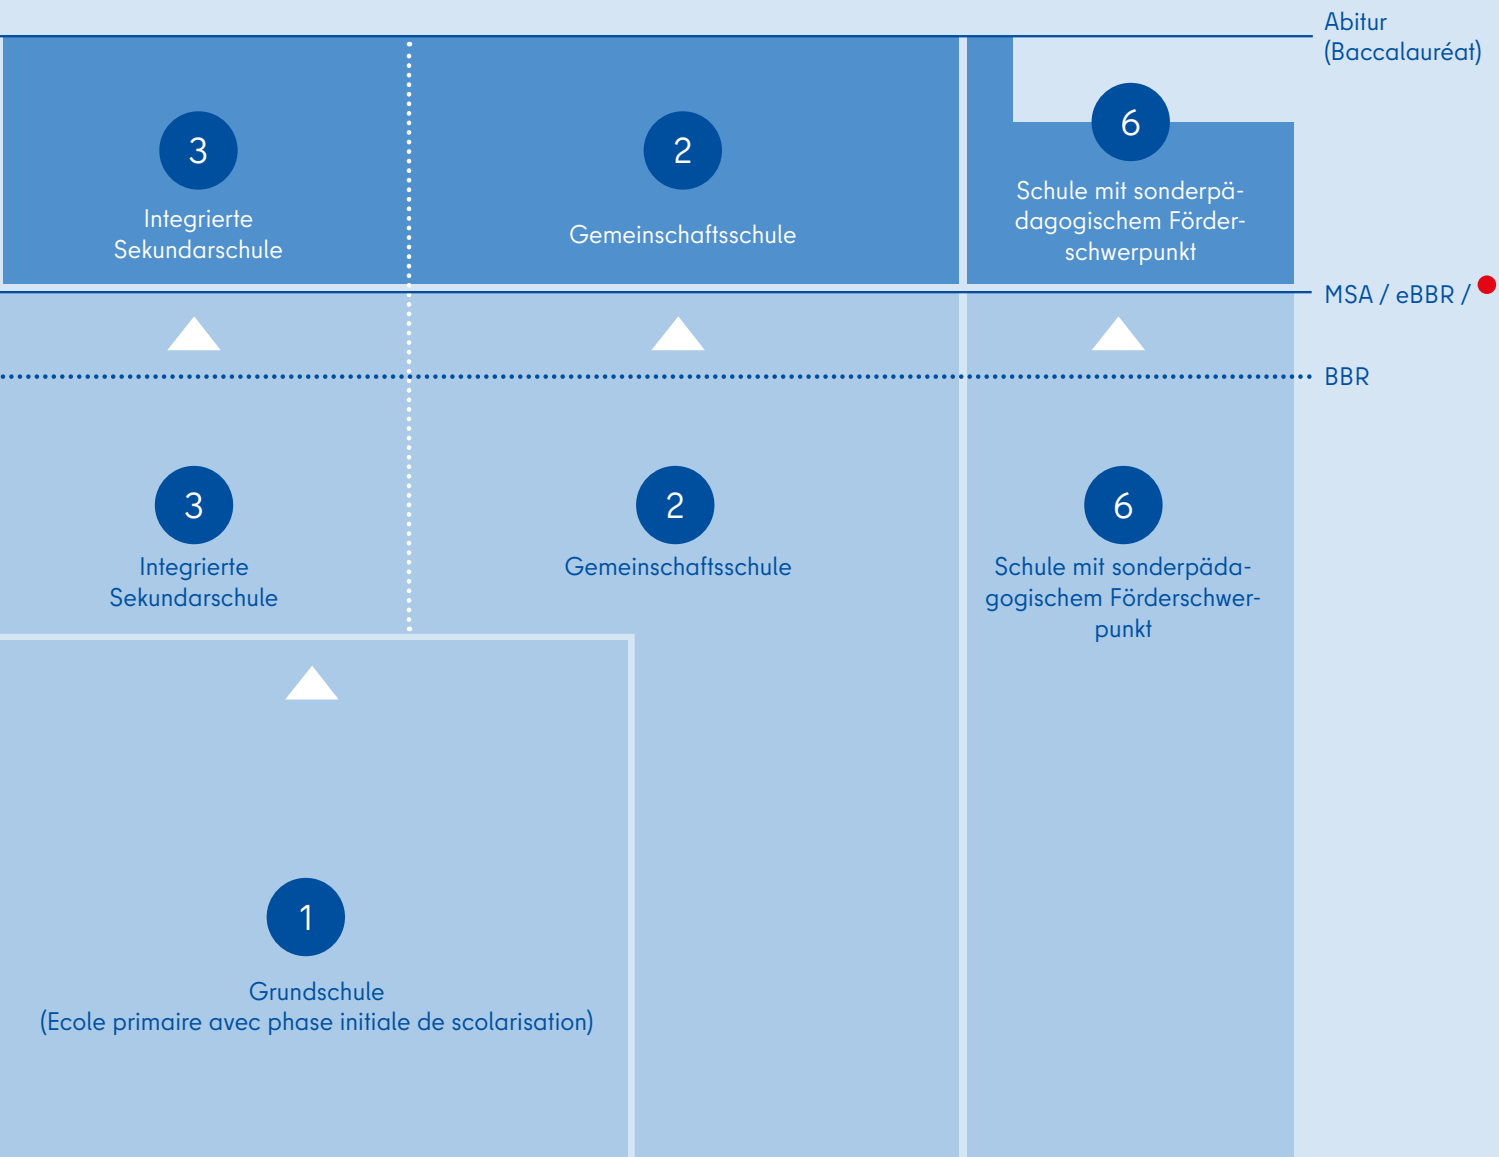 Abitur
(Baccalauréat)
3
Integrierte
Sekundarschule
2
Gemeinschaftsschule
6
Schule mit sonderpä-
dagogischem Förder-
schwerpunkt
MSA / eBBR /
BBR
3
Integrierte
Sekundarschule
2
Gemeinschaftsschule
6
Schule mit sonderpäda-
gogischem Förderschwer-
punkt
1
Grundschule
(Ecole primaire avec phase initiale de scolarisation)